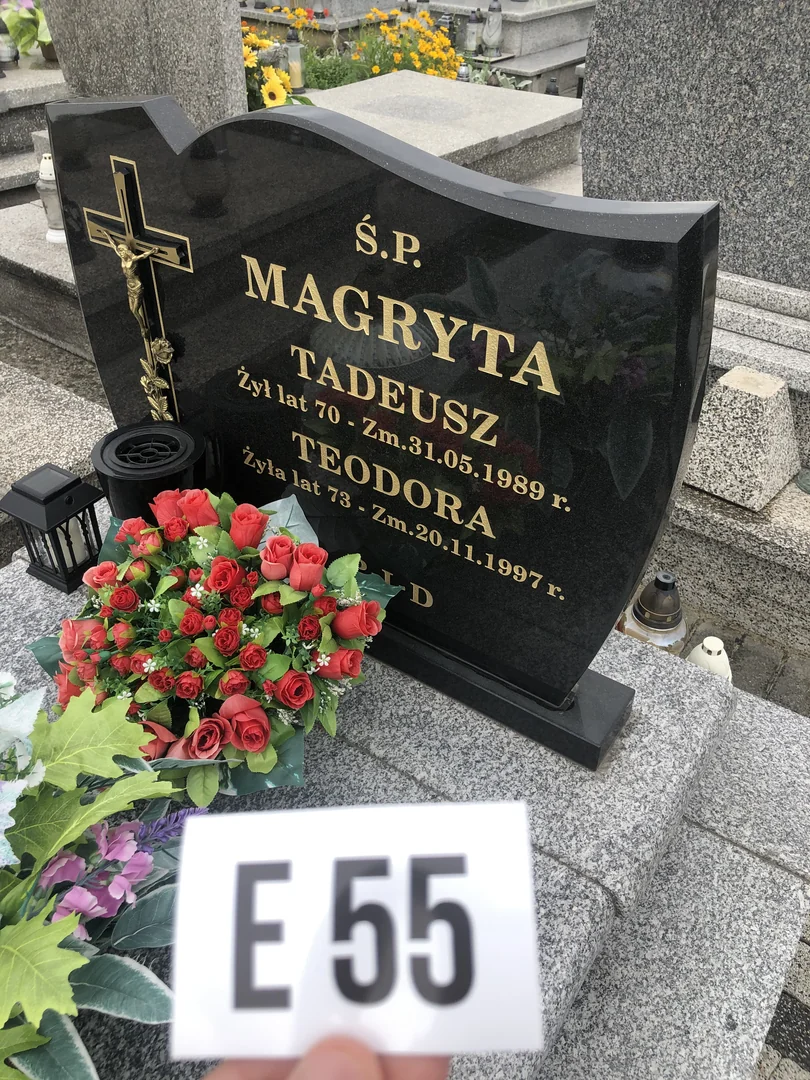 Ś.P.
MAGRYTA
TADEUSZ
Żył lat 70 - Zm.31.05.1989 r.
TEODORA
Żyła lat 73 - Zm.20.11.1997 r.
P I D
E 55